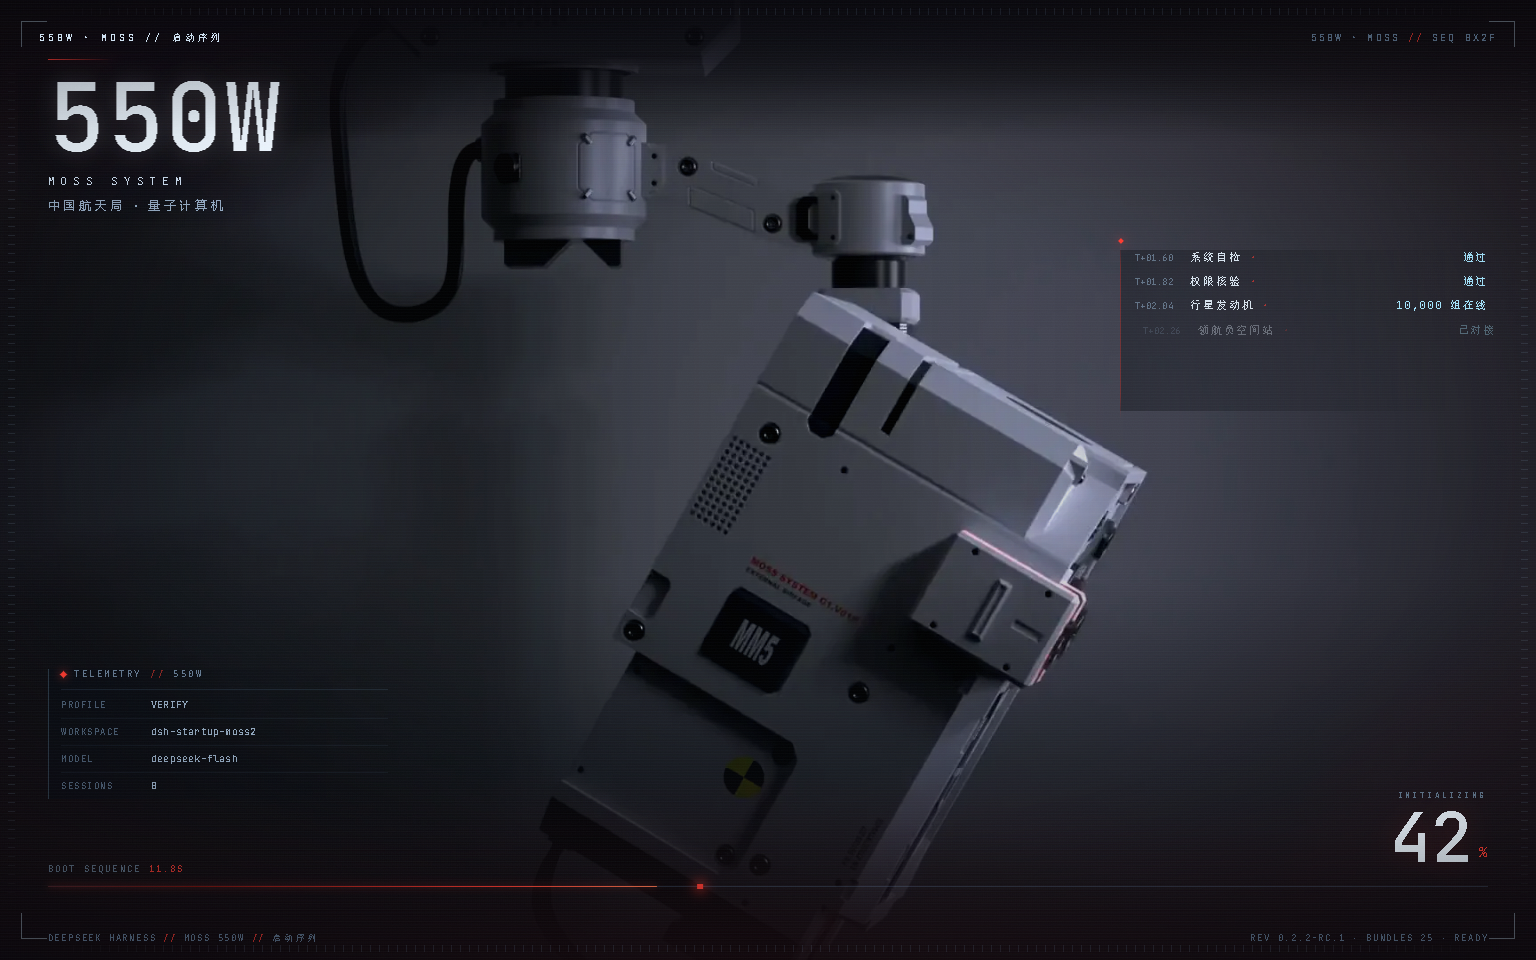 550W · MOSS // 启动序列
550W · MOSS // SEQ 0X2F
550W
MOSS SYSTEM
中国航天局 · 量子计算机
T+01.60 系统自检 · 通过
T+01.82 权限核验 · 通过
T+02.04 行星发动机 · 10,000 组在线
T+02.26 领航员空间站 · 已对接
MOSS SYSTEM
EXTERNAL STORAGE
MM5
TELEMETRY // 550W
PROFILE VERIFY
WORKSPACE dsh-startup-moss2
MODEL deepseek-flash
SESSIONS 8
INITIALIZING
42 %
BOOT SEQUENCE 11.8S
DEEPSEEK HARNESS // MOSS 550W // 启动序列
REV 0.2.2-RC.1 · BUNDLES 25 · READY